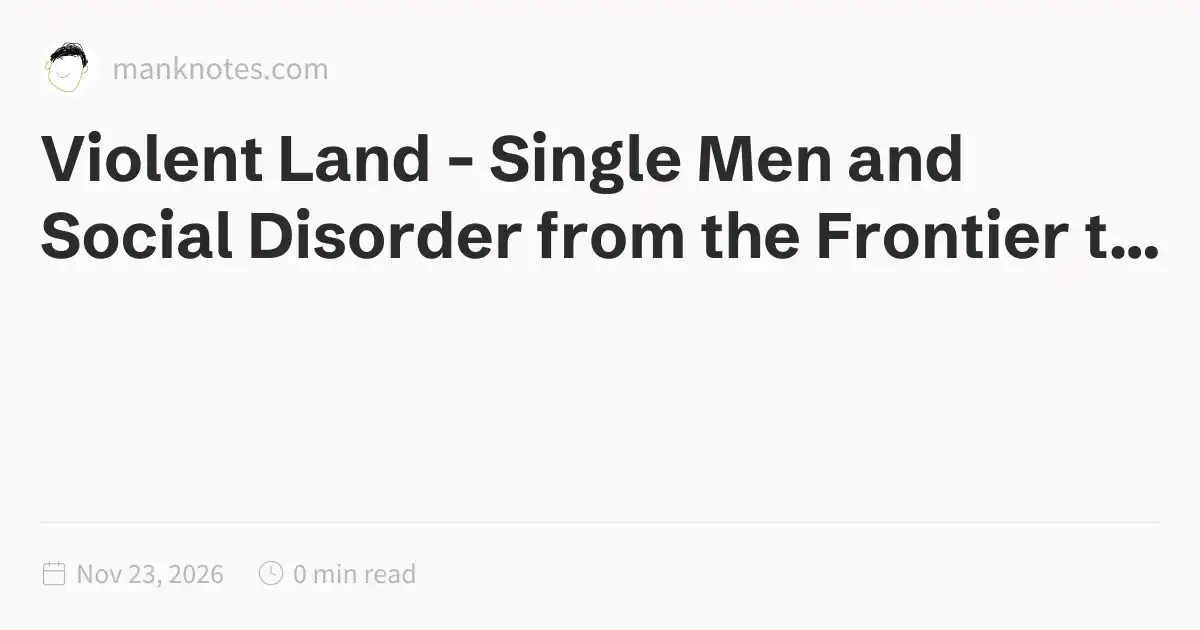 manknotes.com
Violent Land - Single Men and
Social Disorder from the Frontier t...
Nov 23, 2026
0 min read